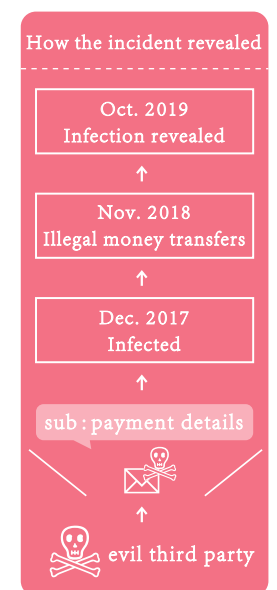 How the incident revealed
Oct. 2019
Infection revealed
Nov. 2018
Illegal money transfers
Dec. 2017
Infected
sub : payment details
evil third party